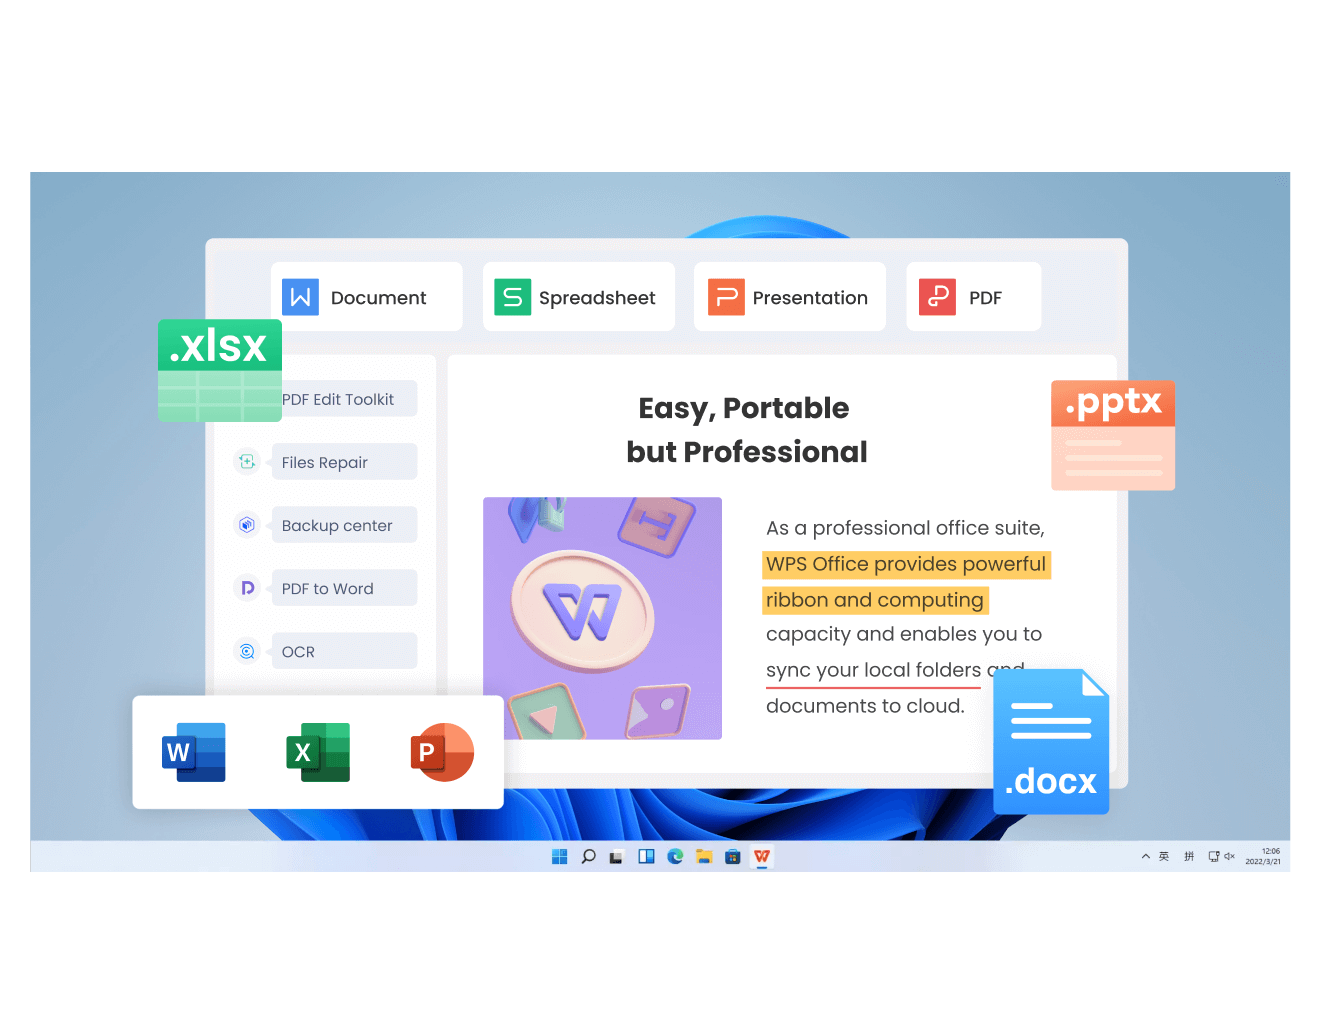 Document
Spreadsheet
Presentation
PDF
.xlsx
PDF Edit Toolkit
Files Repair
Backup center
PDF to Word
OCR
Easy, Portable
but Professional
.pptx
As a professional office suite,
WPS Office provides powerful
ribbon and computing
capacity and enables you to
sync your local folders and
documents to cloud.
.docx
W
X
P
英 拼
12:06
2022/3/21